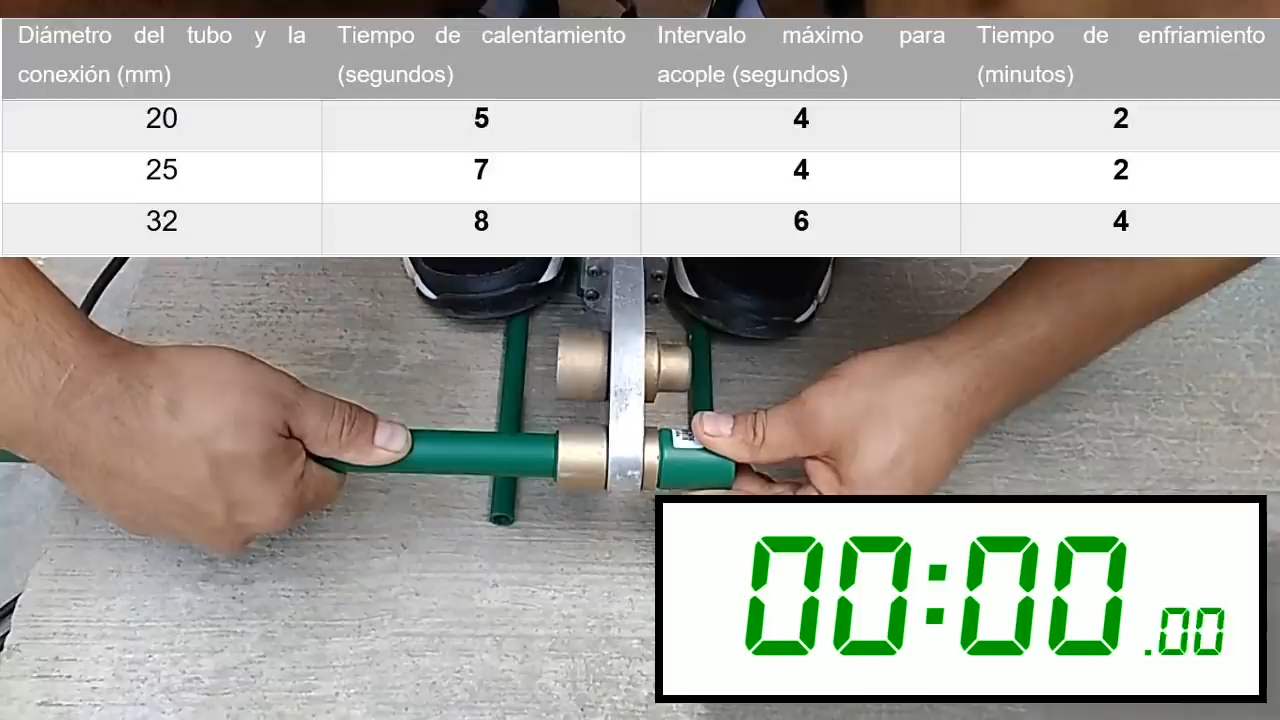 Diámetro del tubo y la conexión (mm)
Tiempo de calentamiento (segundos)
Intervalo máximo para acople (segundos)
Tiempo de enfriamiento (minutos)
20 5 4 2
25 7 4 2
32 8 6 4
00:00.00